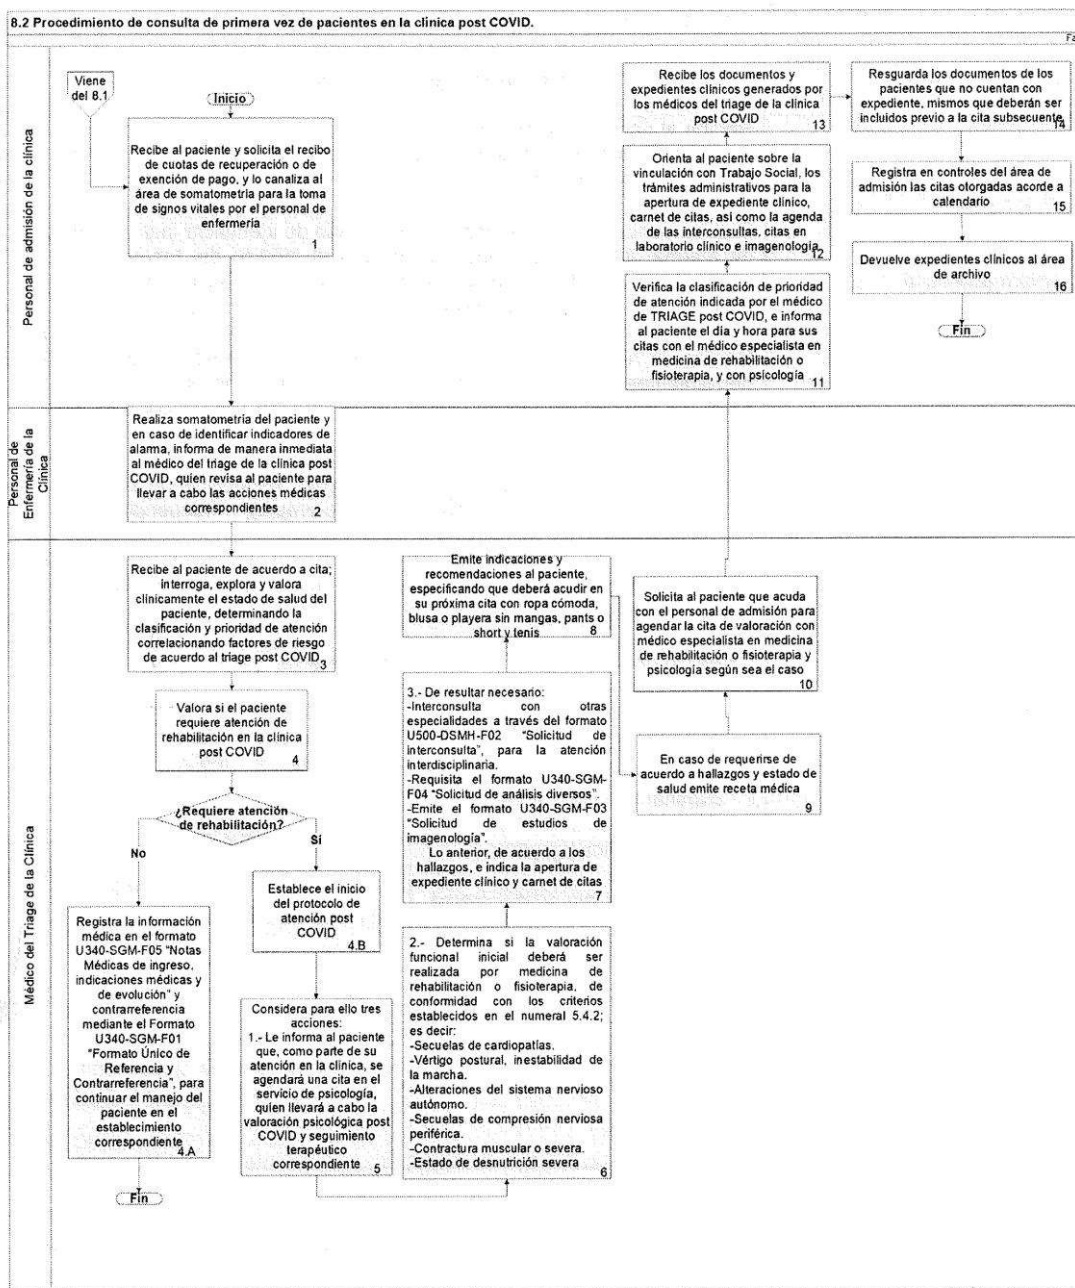 8.2 Procedimiento de consulta de primera vez de pacientes en la clínica post COVID.
Fa
Personal de admisión de la clínica
Viene
del 8.1
Inicio
Recibe al paciente y solicita el recibo
de cuotas de recuperación o de
exención de pago, y lo canaliza al
área de somatometría para la toma
de signos vitales por el personal de
enfermería
1
Personal de
Enfermería de la
Clínica
Realiza somatometría del paciente y
en caso de identificar indicadores de
alarma, informa de manera inmediata
al médico del triage de la clínica post
COVID, quien revisa al paciente para
llevar a cabo las acciones médicas
correspondientes
2
Médico del Triage de la Clínica
Recibe al paciente de acuerdo a cita;
interroga, explora y valora
clínicamente el estado de salud del
paciente, determinando la
clasificación y prioridad de atención
correlacionando factores de riesgo
de acuerdo al triage post COVID
3
Valora si el paciente
requiere atención de
rehabilitación en la clínica
post COVID
4
¿Requiere atención
de rehabilitación?
No
Sí
Registra la información
médica en el formato
U340-SGM-F05 “Notas
Médicas de ingreso,
indicaciones médicas y
de evolución” y
contrarreferencia
mediante el Formato
U340-SGM-F01
“Formato Único de
Referencia y
Contrarreferencia”, para
continuar el manejo del
paciente en el
establecimiento
correspondiente
4.A
Fin
Establece el inicio
del protocolo de
atención post
COVID
4.B
Considera para ello tres
acciones:
1.- Le informa al paciente
que, como parte de su
atención en la clínica, se
agendará una cita en el
servicio de psicología,
quien llevará a cabo la
valoración psicológica post
COVID y seguimiento
terapéutico
correspondiente
5
2.- Determina si la valoración
funcional inicial deberá ser
realizada por medicina de
rehabilitación o fisioterapia, de
conformidad con los criterios
establecidos en el numeral 5.4.2;
es decir:
-Secuelas de cardiopatías.
-Vértigo postural, inestabilidad de
la marcha.
-Alteraciones del sistema nervioso
autónomo.
-Secuelas de compresión nerviosa
periférica.
-Contractura muscular o severa.
-Estado de desnutrición severa
6
3.- De resultar necesario:
-Interconsulta con otras
especialidades a través del formato
U500-DSMH-F02 “Solicitud de
interconsulta”, para la atención
interdisciplinaria.
-Requisita el formato U340-SGM-
F04 “Solicitud de análisis diversos”.
-Emite el formato U340-SGM-F03
“Solicitud de estudios de
imagenología”.
Lo anterior, de acuerdo a los
hallazgos, e indica la apertura de
expediente clínico y carnet de citas
7
Emite indicaciones y
recomendaciones al paciente,
especificando que deberá acudir en
su próxima cita con ropa cómoda,
blusa o playera sin mangas, pants o
short y tenis
8
En caso de requerirse de
acuerdo a hallazgos y estado de
salud emite receta médica
9
Solicita al paciente que acuda
con el personal de admisión para
agendar la cita de valoración con
médico especialista en medicina
de rehabilitación o fisioterapia y
psicología según sea el caso
10
Verifica la clasificación de prioridad
de atención indicada por el médico
de TRIAGE post COVID, e informa
al paciente el día y hora para sus
citas con el médico especialista en
medicina de rehabilitación o
fisioterapia, y con psicología
11
Orienta al paciente sobre la
vinculación con Trabajo Social, los
trámites administrativos para la
apertura de expediente clínico,
carnet de citas, así como la agenda
de las interconsultas, citas en
laboratorio clínico e imagenología
12
Recibe los documentos y
expedientes clínicos generados por
los médicos del triage de la clínica
post COVID
13
Resguarda los documentos de los
pacientes que no cuentan con
expediente, mismos que deberán ser
incluidos previo a la cita subsecuente
14
Registra en controles del área de
admisión las citas otorgadas acorde a
calendario
15
Devuelve expedientes clínicos al área
de archivo
16
Fin